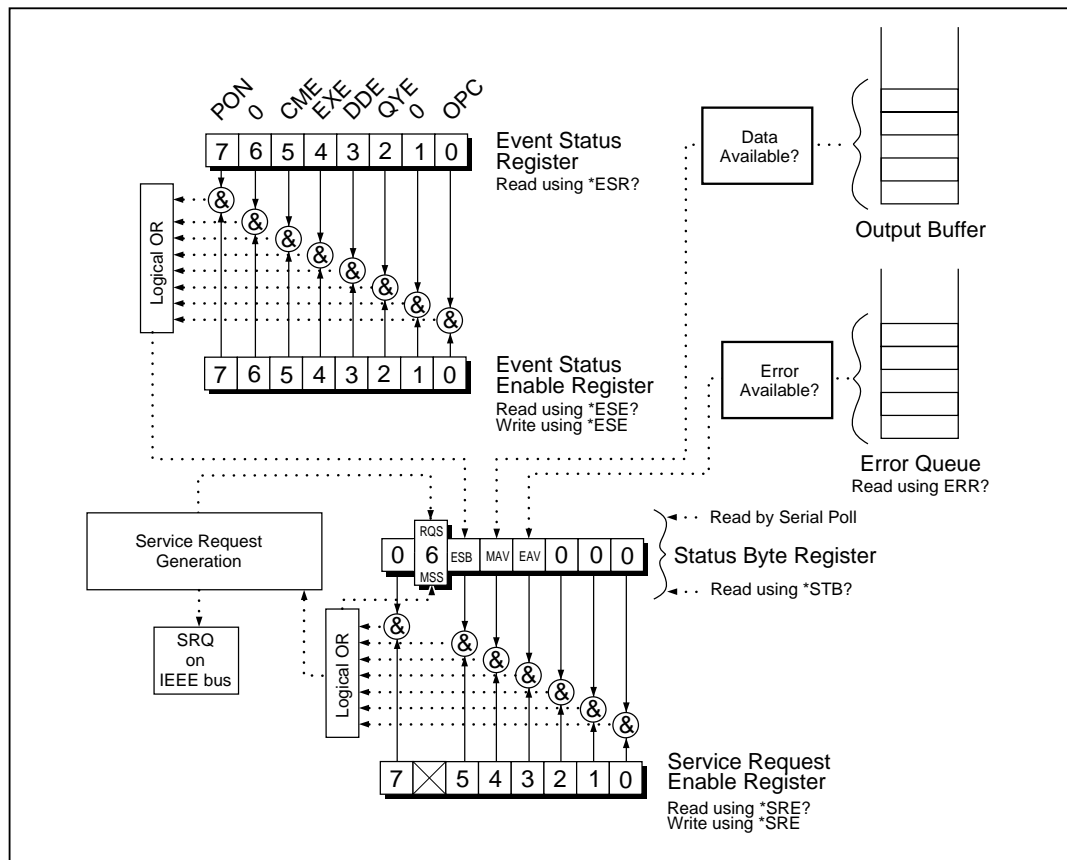 PON 0 CME EXE DDE QYE 0 OPC
7 6 5 4 3 2 1 0
Event Status
Register
Read using *ESR?
Logical OR
& & & & & & & &
7 6 5 4 3 2 1 0
Event Status
Enable Register
Read using *ESE?
Write using *ESE
Data
Available?
Output Buffer
Error
Available?
Error Queue
Read using ERR?
Service Request
Generation
SRQ
on
IEEE bus
RQS
0 6 ESB MAV EAV 0 0 0
MSS
Read by Serial Poll
Status Byte Register
Read using *STB?
Logical OR
& & & & & & &
7 5 4 3 2 1 0
Service Request
Enable Register
Read using *SRE?
Write using *SRE